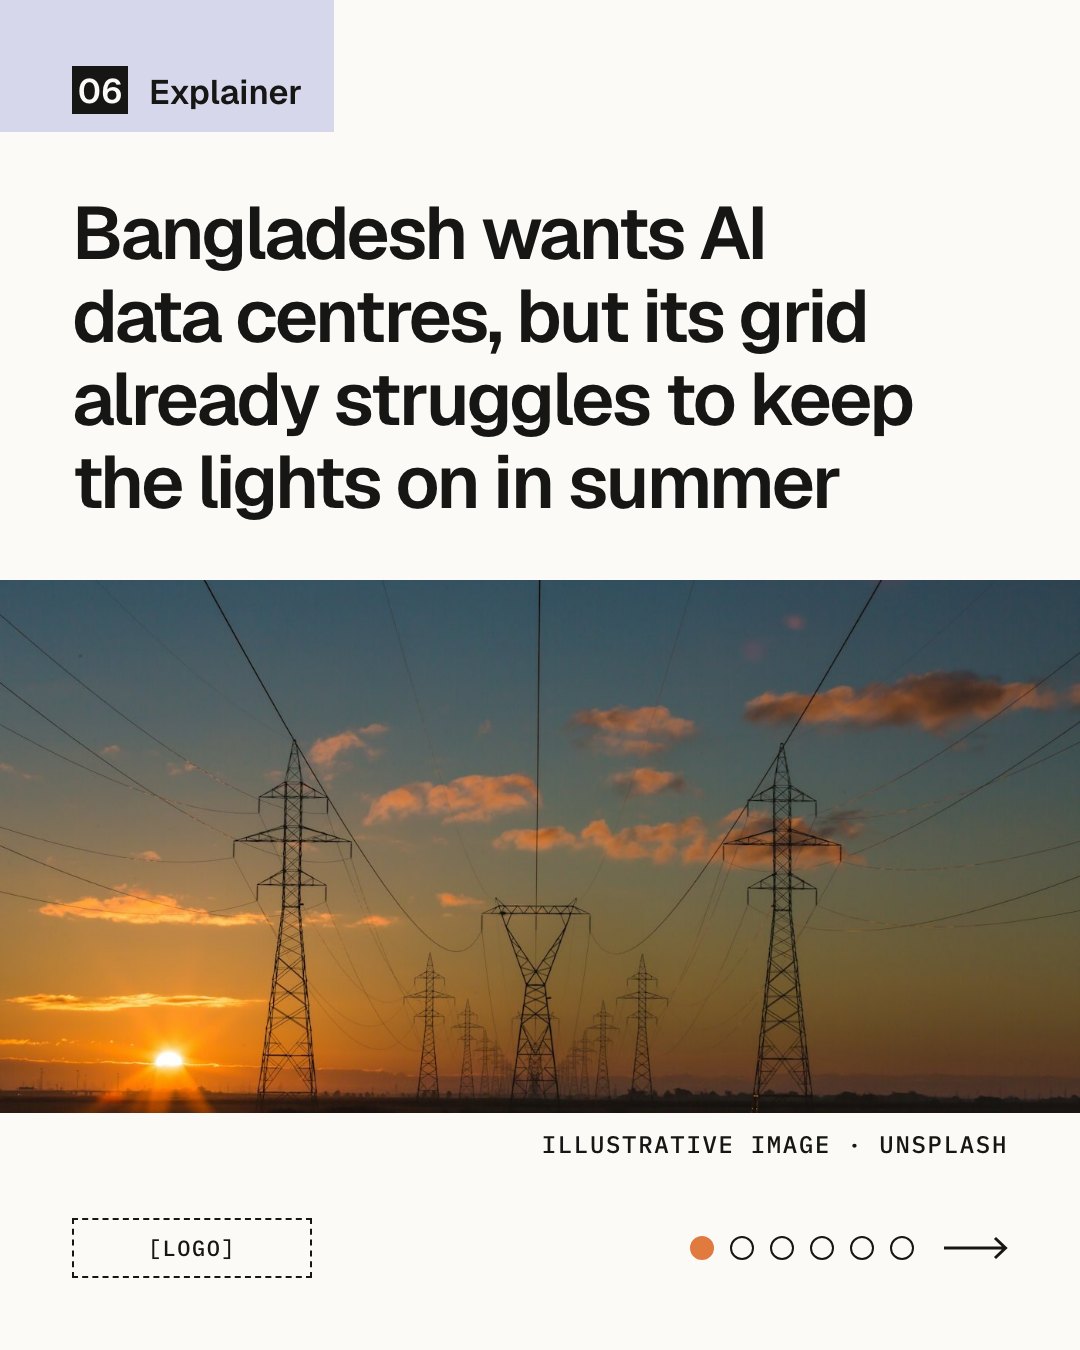 06 Explainer
Bangladesh wants AI
data centres, but its grid
already struggles to keep
the lights on in summer
ILLUSTRATIVE IMAGE · UNSPLASH
[LOGO]